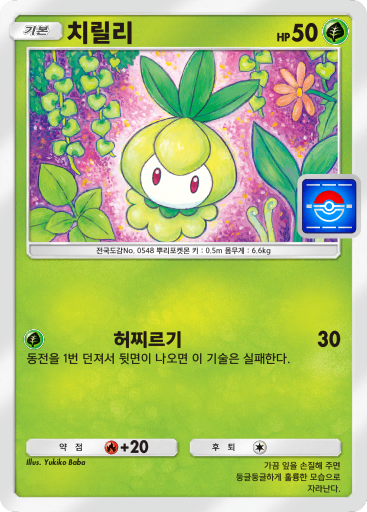 기본 치릴리 HP 50
전국도감No. 0548 뿌리포켓몬 키 : 0.5m 몸무게 : 6.6kg
허찌르기 30
동전을 1번 던져서 뒷면이 나오면 이 기술은 실패한다.
약점 +20 후퇴
Illus. Yukiko Baba
가끔 잎을 손질해 주면
둥글둥글하게 훌륭한 모습으로
자라난다.